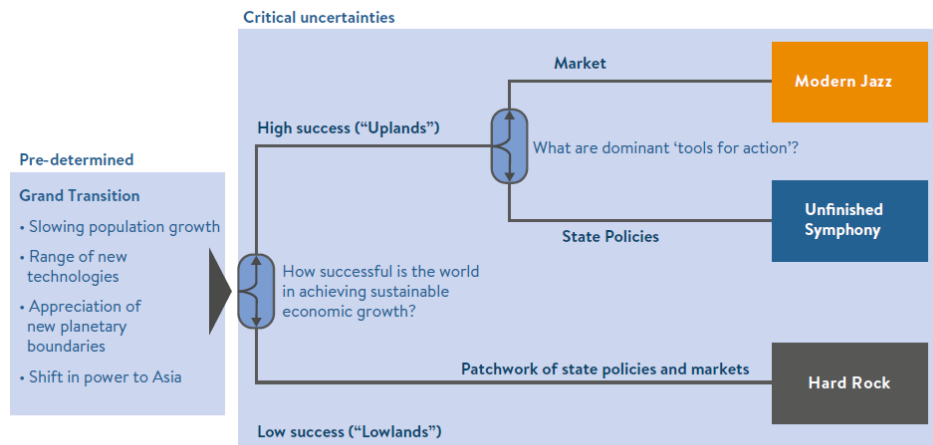 Critical uncertainties
Market
Modern Jazz
High success (“Uplands”)
What are dominant ‘tools for action’?
Pre-determined
Grand Transition
• Slowing population growth
• Range of new
technologies
• Appreciation of
new planetary
boundaries
• Shift in power to Asia
Unfinished
Symphony
State Policies
How successful is the world
in achieving sustainable
economic growth?
Patchwork of state policies and markets
Hard Rock
Low success (“Lowlands”)